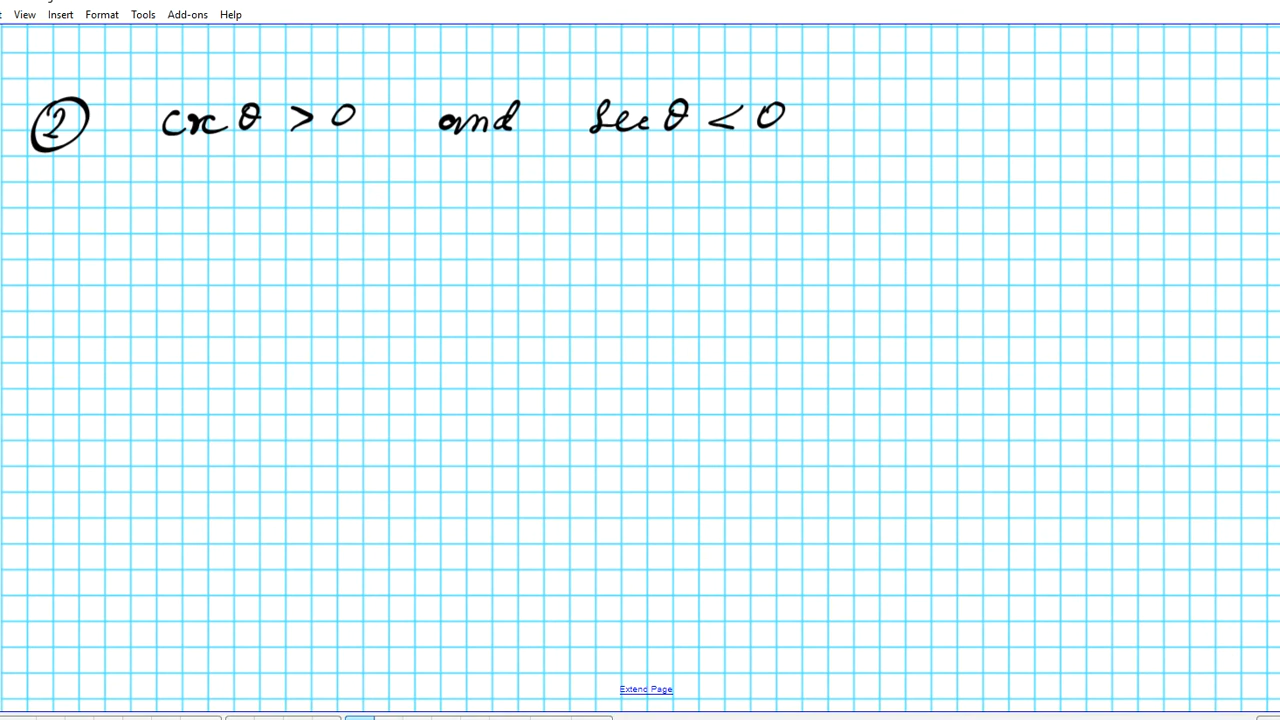 View Insert Format Tools Add-ons Help
② csc θ > 0 and sec θ < 0
Extend Page